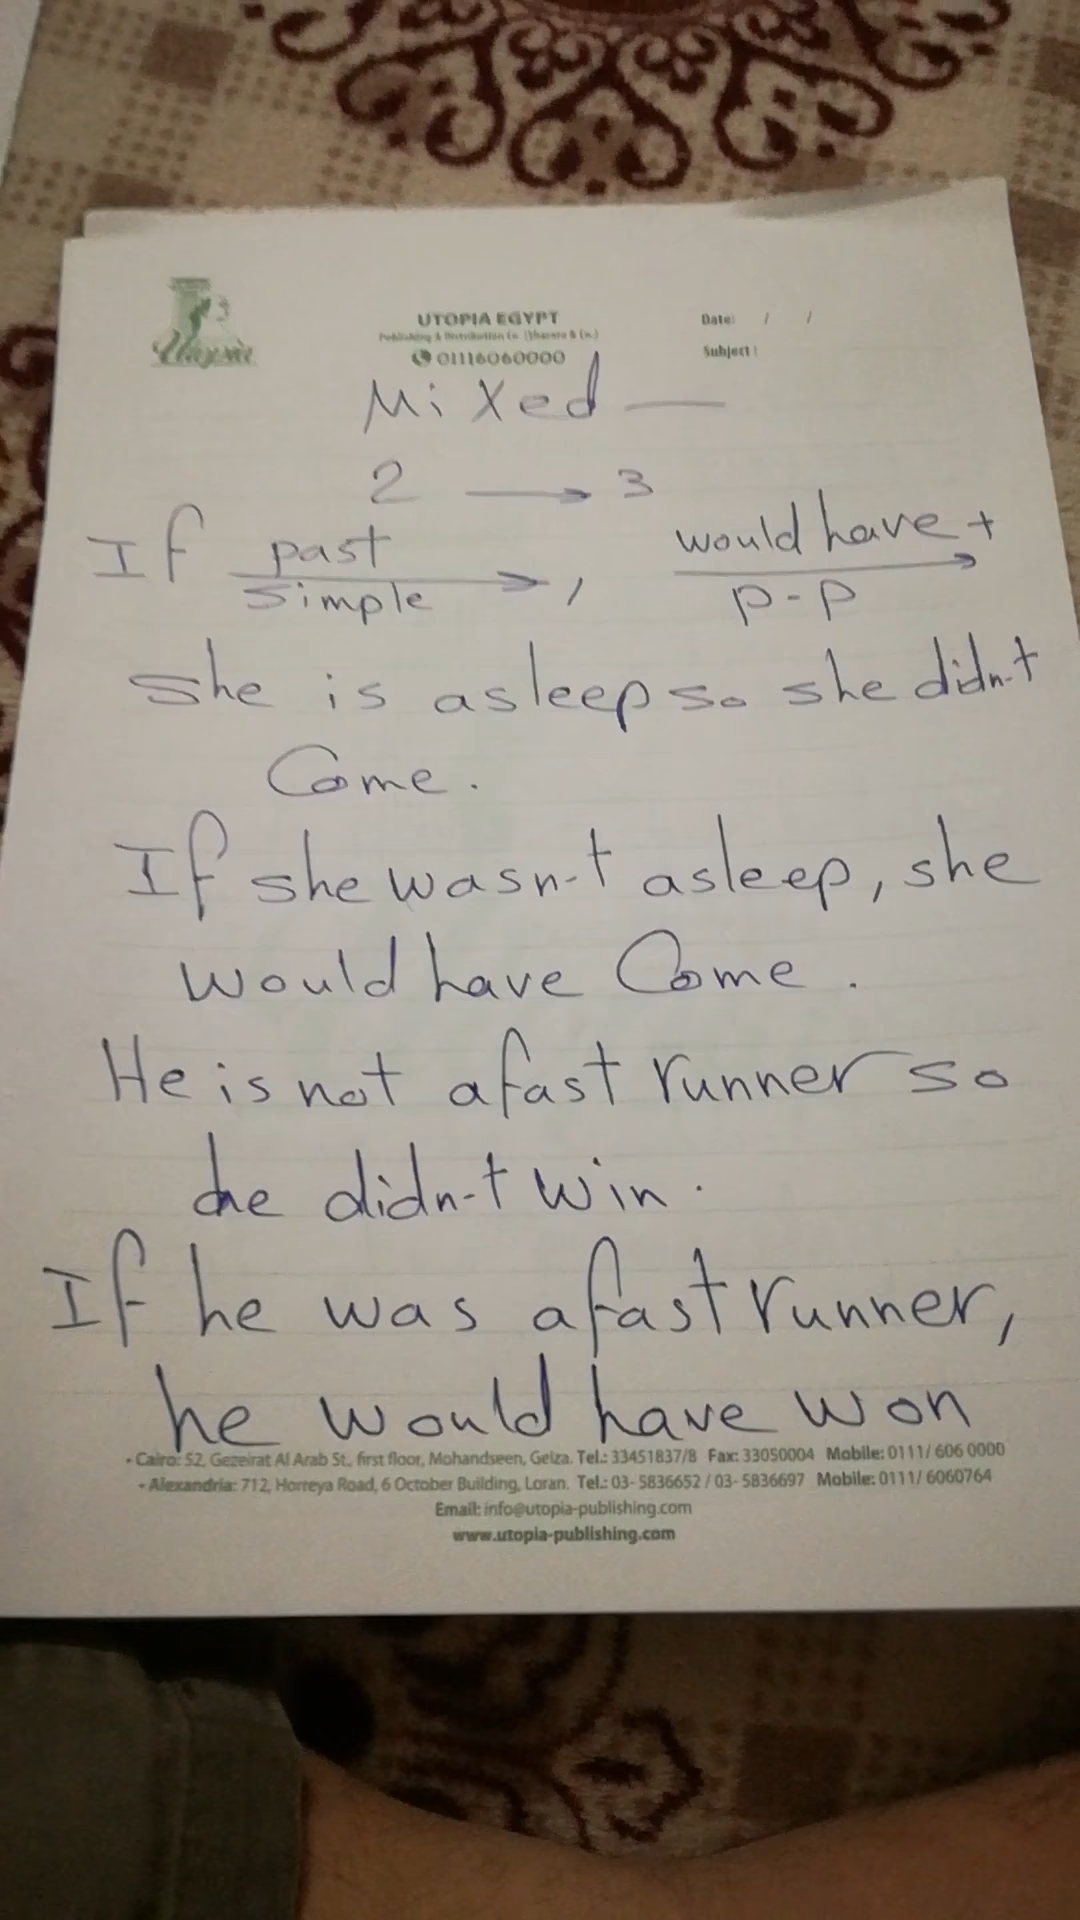 Utopia
UTOPIA EGYPT
Publishing & Distribution Co.
01116060000
Date: / /
Subject:
Mixed —
2 → 3
If past simple → , would have + p-p →
she is asleep so she didn-t
Come.
If she wasn-t asleep, she
would have Come.
He is not a fast runner so
he didn-t win.
If he was a fast runner,
he would have won
• Cairo: 52, Gezeirat Al Arab St., first floor, Mohandseen, Geiza. Tel.: 33451837/8 Fax: 33050004 Mobile: 0111/ 606 0000
• Alexandria: 712, Horreya Road, 6 October Building, Loran. Tel.: 03- 5836652 / 03- 5836697 Mobile: 0111/ 6060764
Email: info@utopia-publishing.com
www.utopia-publishing.com